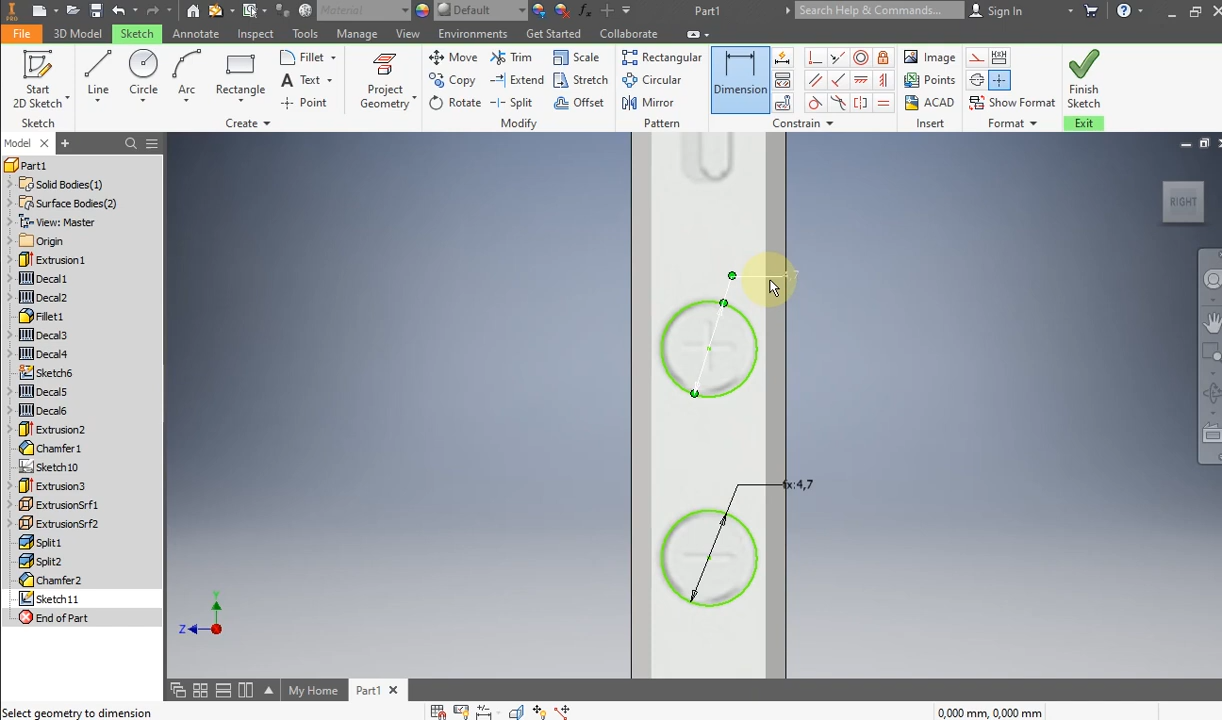 Material
Default
Part1
Search Help & Commands...
Sign In
PRO
File
3D Model
Sketch
Annotate
Inspect
Tools
Manage
View
Environments
Get Started
Collaborate
Start
2D Sketch
Line
Circle
Arc
Rectangle
Fillet
Text
Point
Project
Geometry
Move
Copy
Rotate
Trim
Extend
Split
Scale
Stretch
Offset
Rectangular
Circular
Mirror
Dimension
Image
Points
ACAD
Show Format
Finish
Sketch
Sketch
Create
Modify
Pattern
Constrain
Insert
Format
Exit
Model
Part1
Solid Bodies(1)
Surface Bodies(2)
View: Master
Origin
Extrusion1
Decal1
Decal2
Fillet1
Decal3
Decal4
Sketch6
Decal5
Decal6
Extrusion2
Chamfer1
Sketch10
Extrusion3
ExtrusionSrf1
ExtrusionSrf2
Split1
Split2
Chamfer2
Sketch11
End of Part
RIGHT
fx:4,7
Y
Z
My Home
Part1
Select geometry to dimension
0,000 mm, 0,000 mm